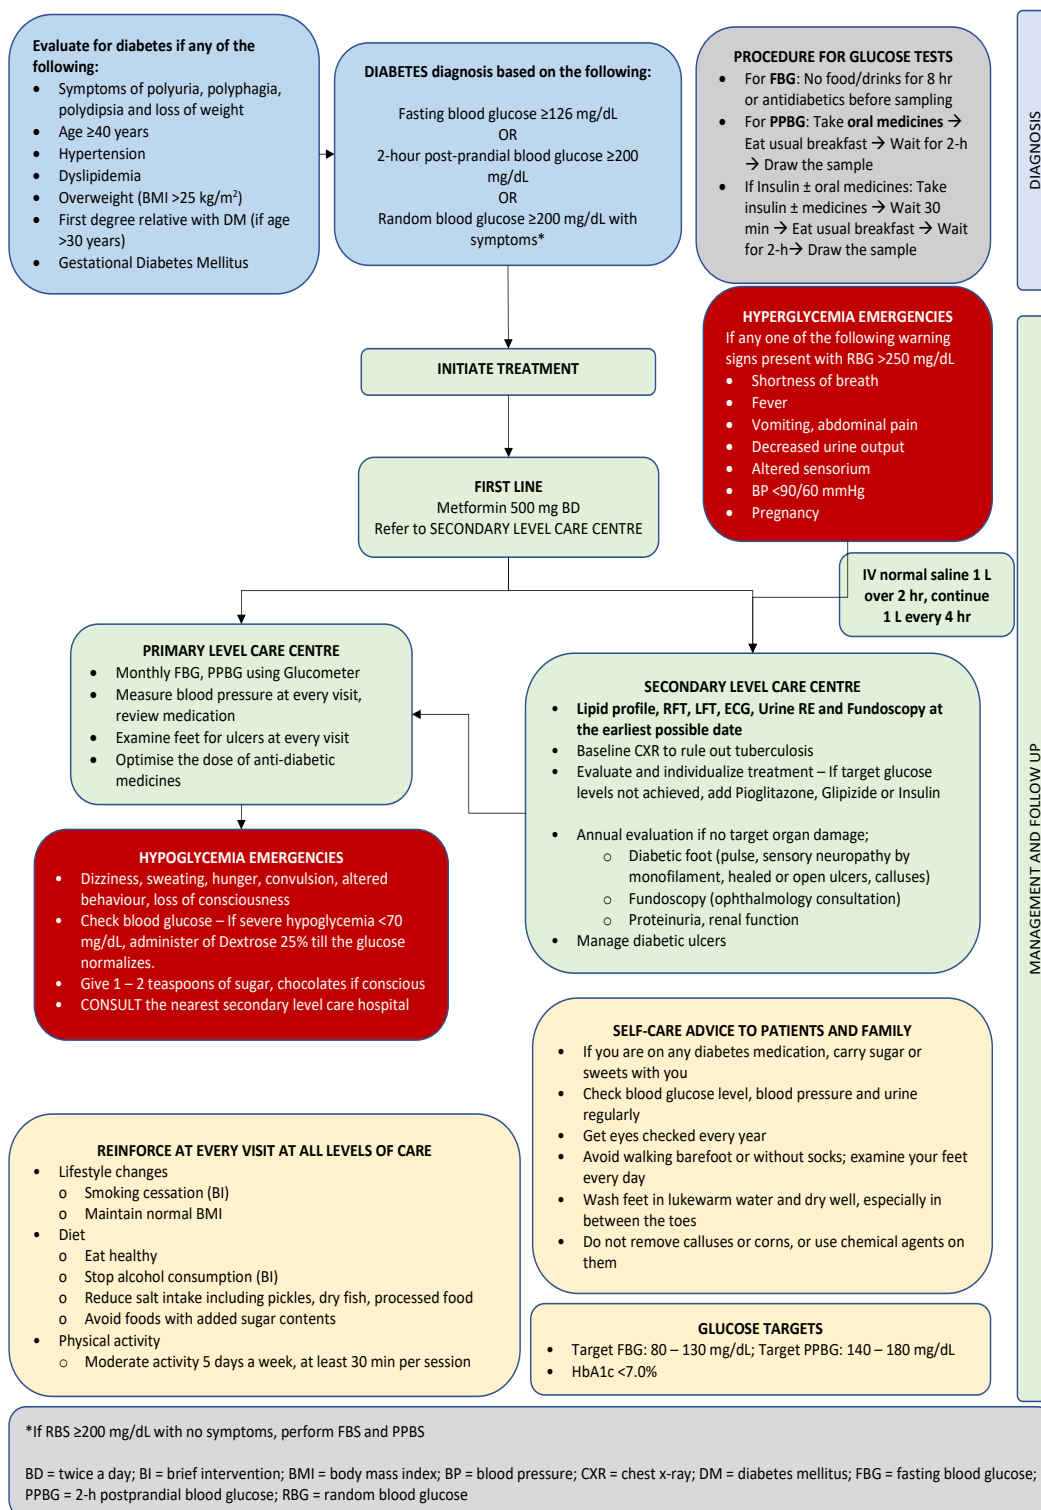 Evaluate for diabetes if any of the
following:
• Symptoms of polyuria, polyphagia,
polydipsia and loss of weight
• Age ≥40 years
• Hypertension
• Dyslipidemia
• Overweight (BMI >25 kg/m²)
• First degree relative with DM (if age
>30 years)
• Gestational Diabetes Mellitus
DIABETES diagnosis based on the following:
Fasting blood glucose ≥126 mg/dL
OR
2-hour post-prandial blood glucose ≥200
mg/dL
OR
Random blood glucose ≥200 mg/dL with
symptoms*
PROCEDURE FOR GLUCOSE TESTS
• For FBG: No food/drinks for 8 hr
or antidiabetics before sampling
• For PPBG: Take oral medicines →
Eat usual breakfast → Wait for 2-h
→ Draw the sample
• If Insulin ± oral medicines: Take
insulin ± medicines → Wait 30
min → Eat usual breakfast → Wait
for 2-h→ Draw the sample
DIAGNOSIS
INITIATE TREATMENT
FIRST LINE
Metformin 500 mg BD
Refer to SECONDARY LEVEL CARE CENTRE
HYPERGLYCEMIA EMERGENCIES
If any one of the following warning
signs present with RBG >250 mg/dL
• Shortness of breath
• Fever
• Vomiting, abdominal pain
• Decreased urine output
• Altered sensorium
• BP <90/60 mmHg
• Pregnancy
IV normal saline 1 L
over 2 hr, continue
1 L every 4 hr
PRIMARY LEVEL CARE CENTRE
• Monthly FBG, PPBG using Glucometer
• Measure blood pressure at every visit,
review medication
• Examine feet for ulcers at every visit
• Optimise the dose of anti-diabetic
medicines
SECONDARY LEVEL CARE CENTRE
• Lipid profile, RFT, LFT, ECG, Urine RE and Fundoscopy at
the earliest possible date
• Baseline CXR to rule out tuberculosis
• Evaluate and individualize treatment – If target glucose
levels not achieved, add Pioglitazone, Glipizide or Insulin
• Annual evaluation if no target organ damage;
o Diabetic foot (pulse, sensory neuropathy by
monofilament, healed or open ulcers, calluses)
o Fundoscopy (ophthalmology consultation)
o Proteinuria, renal function
• Manage diabetic ulcers
HYPOGLYCEMIA EMERGENCIES
• Dizziness, sweating, hunger, convulsion, altered
behaviour, loss of consciousness
• Check blood glucose – If severe hypoglycemia <70
mg/dL, administer of Dextrose 25% till the glucose
normalizes.
• Give 1 – 2 teaspoons of sugar, chocolates if conscious
• CONSULT the nearest secondary level care hospital
MANAGEMENT AND FOLLOW UP
SELF-CARE ADVICE TO PATIENTS AND FAMILY
• If you are on any diabetes medication, carry sugar or
sweets with you
• Check blood glucose level, blood pressure and urine
regularly
• Get eyes checked every year
• Avoid walking barefoot or without socks; examine your feet
every day
• Wash feet in lukewarm water and dry well, especially in
between the toes
• Do not remove calluses or corns, or use chemical agents on
them
REINFORCE AT EVERY VISIT AT ALL LEVELS OF CARE
• Lifestyle changes
o Smoking cessation (BI)
o Maintain normal BMI
• Diet
o Eat healthy
o Stop alcohol consumption (BI)
o Reduce salt intake including pickles, dry fish, processed food
o Avoid foods with added sugar contents
• Physical activity
o Moderate activity 5 days a week, at least 30 min per session
GLUCOSE TARGETS
• Target FBG: 80 – 130 mg/dL; Target PPBG: 140 – 180 mg/dL
• HbA1c <7.0%
*If RBS ≥200 mg/dL with no symptoms, perform FBS and PPBS
BD = twice a day; BI = brief intervention; BMI = body mass index; BP = blood pressure; CXR = chest x-ray; DM = diabetes mellitus; FBG = fasting blood glucose;
PPBG = 2-h postprandial blood glucose; RBG = random blood glucose